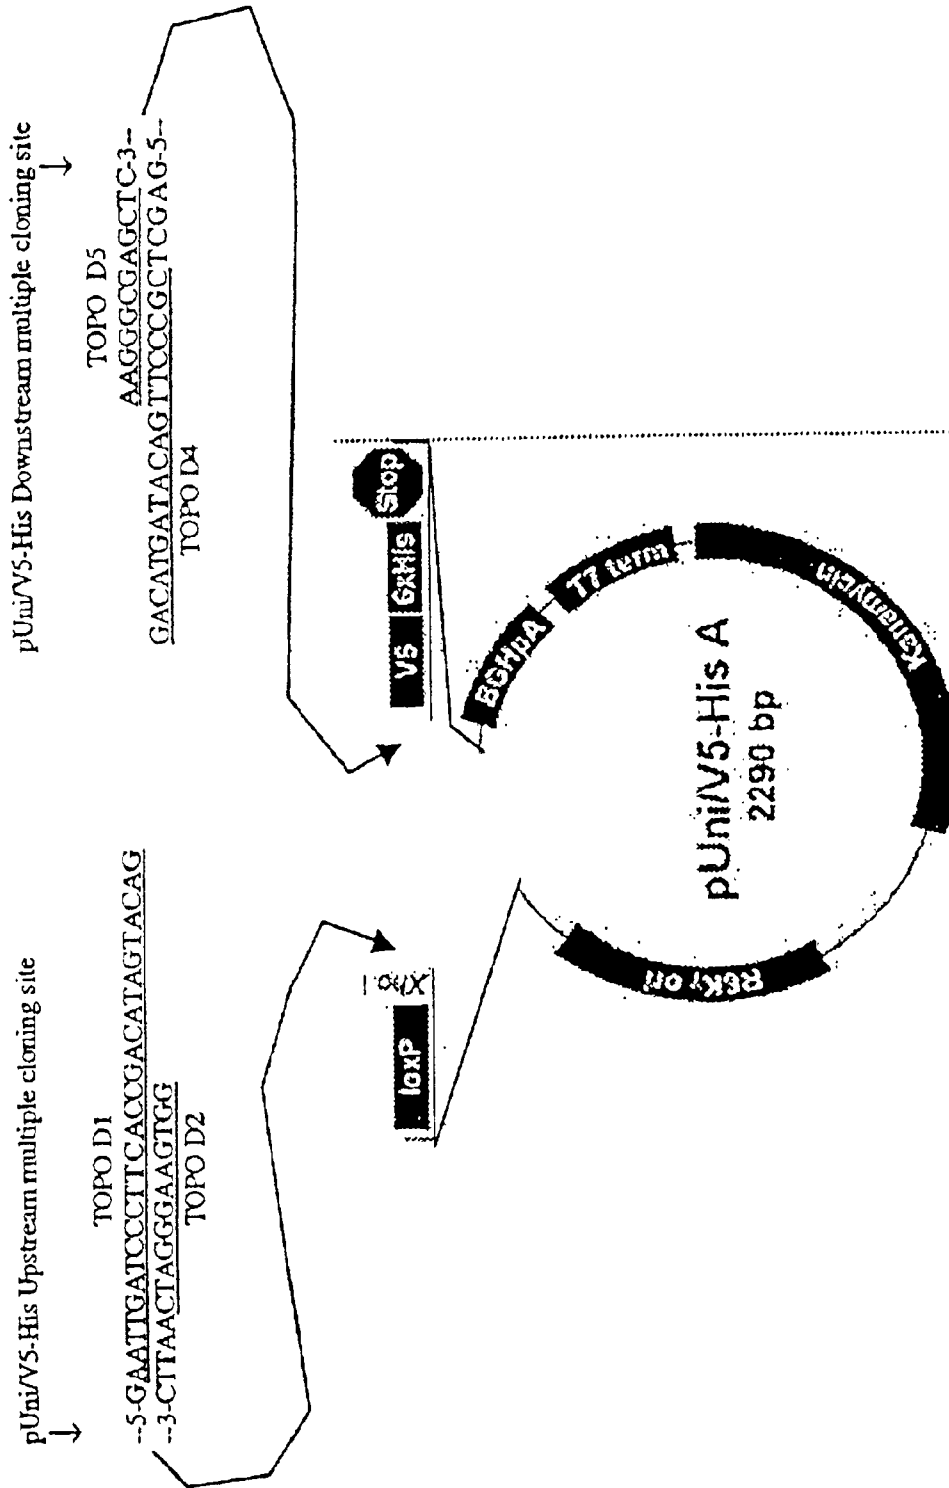 pUni/V5-His Upstream multiple cloning site
↓
TOPO D1
--5-GAATTGATCCCTTCACCGACATAGTACAG
--3-CTTAACTAGGGAAGTGG
TOPO D2
pUni/V5-His Downstream multiple cloning site
↓
TOPO D5
AAGGGCGAGCTC-3--
GACATGATACAGTTCCCGCTCGAG-5--
TOPO D4
loxP
Xho I
V5
6xHis
Stop
BGHpA
T7 term
Kanamycin
R6Kγ ori
pUni/V5-His A
2290 bp